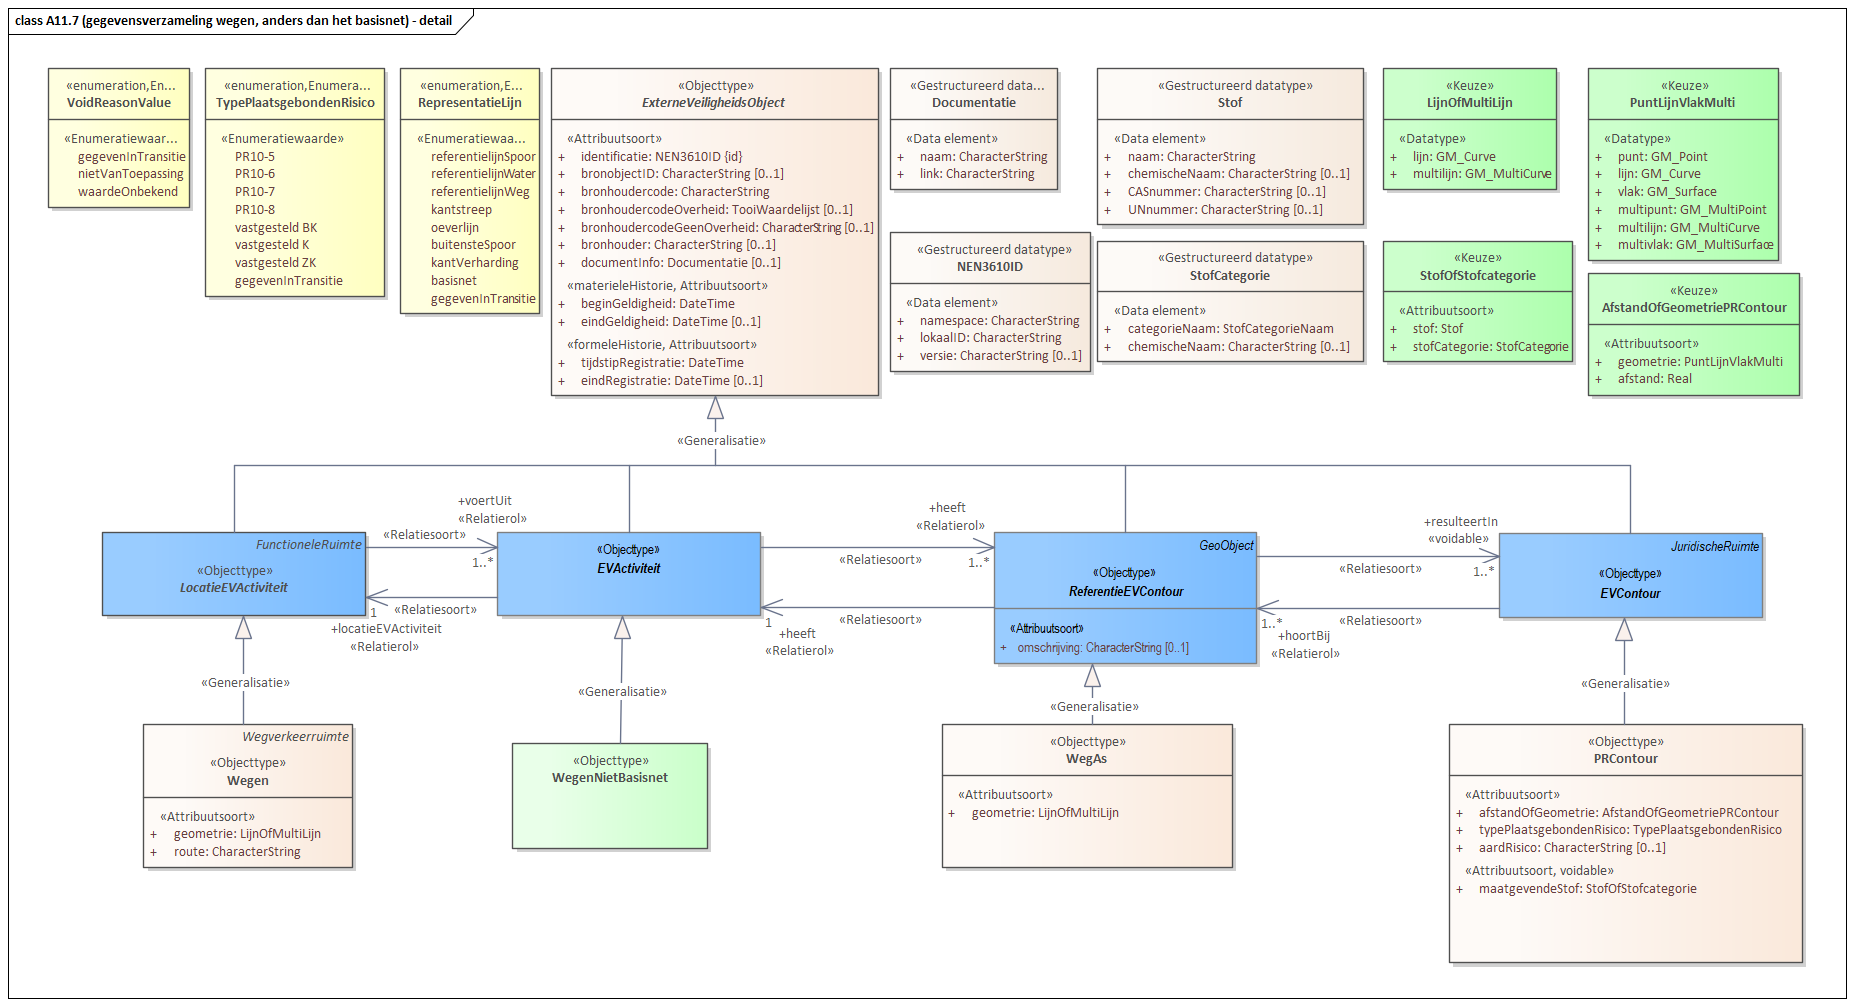 class A11.7 (gegevensverzameling wegen, anders dan het basisnet) - detail
«enumeration,En...
VoidReasonValue
«Enumeratiewaar...
gegevenInTransitie
nietVanToepassing
waardeOnbekend
«enumeration,Enumera...
TypePlaatsgebondenRisico
«Enumeratiewaarde»
PR10-5
PR10-6
PR10-7
PR10-8
vastgesteld BK
vastgesteld K
vastgesteld ZK
gegevenInTransitie
«enumeration,E...
RepresentatieLijn
«Enumeratiewaa...
referentielijnSpoor
referentielijnWater
referentielijnWeg
kantstreep
oeverlijn
buitensteSpoor
kantVerharding
basisnet
gegevenInTransitie
«Objecttype»
ExterneVeiligheidsObject
«Attribuutsoort»
+ identificatie: NEN3610ID {id}
+ bronobjectID: CharacterString [0..1]
+ bronhoudercode: CharacterString
+ bronhoudercodeOverheid: TooiWaardelijst [0..1]
+ bronhoudercodeGeenOverheid: CharacterString [0..1]
+ bronhouder: CharacterString [0..1]
+ documentInfo: Documentatie [0..1]
«materieleHistorie, Attribuutsoort»
+ beginGeldigheid: DateTime
+ eindGeldigheid: DateTime [0..1]
«formeleHistorie, Attribuutsoort»
+ tijdstipRegistratie: DateTime
+ eindRegistratie: DateTime [0..1]
«Gestructureerd data...
Documentatie
«Data element»
+ naam: CharacterString
+ link: CharacterString
«Gestructureerd datatype»
NEN3610ID
«Data element»
+ namespace: CharacterString
+ lokaalID: CharacterString
+ versie: CharacterString [0..1]
«Gestructureerd datatype»
Stof
«Data element»
+ naam: CharacterString
+ chemischeNaam: CharacterString [0..1]
+ CASnummer: CharacterString [0..1]
+ UNnummer: CharacterString [0..1]
«Gestructureerd datatype»
StofCategorie
«Data element»
+ categorieNaam: StofCategorieNaam
+ chemischeNaam: CharacterString [0..1]
«Keuze»
LijnOfMultiLijn
«Datatype»
+ lijn: GM_Curve
+ multilijn: GM_MultiCurve
«Keuze»
StofOfStofcategorie
«Attribuutsoort»
+ stof: Stof
+ stofCategorie: StofCategorie
«Keuze»
PuntLijnVlakMulti
«Datatype»
+ punt: GM_Point
+ lijn: GM_Curve
+ vlak: GM_Surface
+ multipunt: GM_MultiPoint
+ multilijn: GM_MultiCurve
+ multivlak: GM_MultiSurface
«Keuze»
AfstandOfGeometriePRContour
«Attribuutsoort»
+ geometrie: PuntLijnVlakMulti
+ afstand: Real
«Generalisatie»
FunctioneleRuimte
«Objecttype»
LocatieEVActiviteit
+voertUit
«Relatierol»
«Relatiesoort»
1..*
«Relatiesoort»
1
+locatieEVActiviteit
«Relatierol»
«Objecttype»
EVActiviteit
+heeft
«Relatierol»
«Relatiesoort»
1..*
«Relatiesoort»
1
+heeft
«Relatierol»
GeoObject
«Objecttype»
ReferentieEVContour
«Attribuutsoort»
+ omschrijving: CharacterString [0..1]
+resulteertIn
«voidable»
«Relatiesoort»
1..*
«Relatiesoort»
1..*
+hoortBij
«Relatierol»
JuridischeRuimte
«Objecttype»
EVContour
«Generalisatie»
«Generalisatie»
«Generalisatie»
«Generalisatie»
Wegverkeerruimte
«Objecttype»
Wegen
«Attribuutsoort»
+ geometrie: LijnOfMultiLijn
+ route: CharacterString
«Objecttype»
WegenNietBasisnet
«Objecttype»
WegAs
«Attribuutsoort»
+ geometrie: LijnOfMultiLijn
«Objecttype»
PRContour
«Attribuutsoort»
+ afstandOfGeometrie: AfstandOfGeometriePRContour
+ typePlaatsgebondenRisico: TypePlaatsgebondenRisico
+ aardRisico: CharacterString [0..1]
«Attribuutsoort, voidable»
+ maatgevendeStof: StofOfStofcategorie